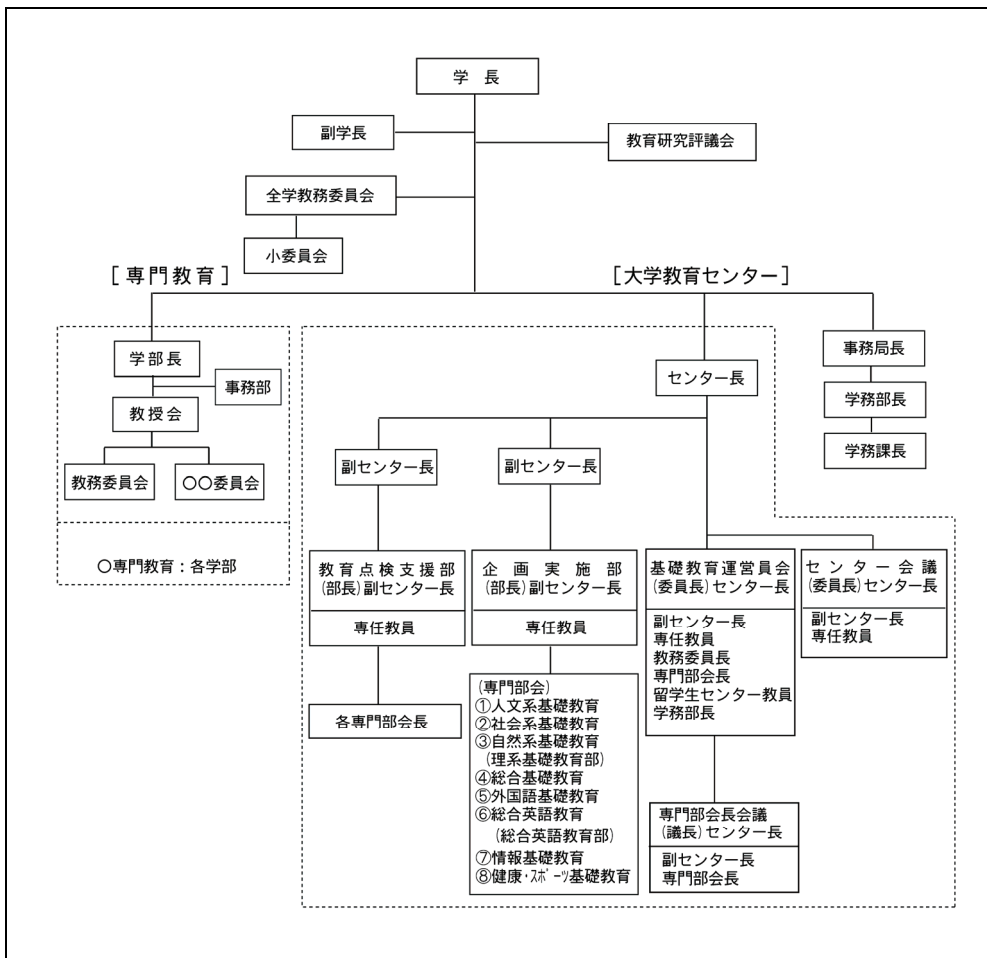 学 長
副学長
教育研究評議会
全学教務委員会
小委員会
［専門教育］
［大学教育センター］
学部長
事務部
教授会
教務委員会
〇〇委員会
〇専門教育：各学部
センター長
事務局長
学務部長
学務課長
副センター長
副センター長
教育点検支援部
(部長)副センター長
専任教員
各専門部会長
企画実施部
(部長)副センター長
専任教員
(専門部会)
①人文系基礎教育
②社会系基礎教育
③自然系基礎教育
(理系基礎教育部)
④総合基礎教育
⑤外国語基礎教育
⑥総合英語教育
(総合英語教育部)
⑦情報基礎教育
⑧健康・ｽﾎﾟｰﾂ基礎教育
基礎教育運営員会
(委員長)センター長
副センター長
専任教員
教務委員長
専門部会長
留学生センター教員
学務部長
専門部会長会議
(議長)センター長
副センター長
専門部会長
センター会議
(委員長)センター長
副センター長
専任教員